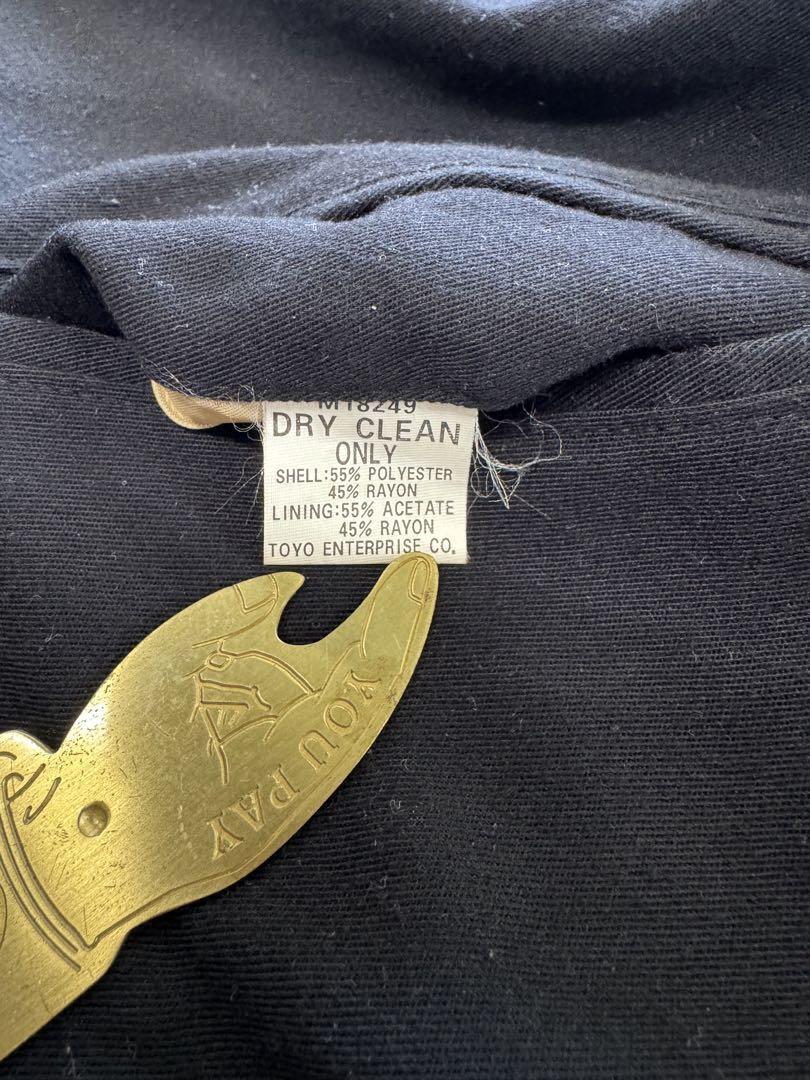 M18249
DRY CLEAN
ONLY
SHELL:55% POLYESTER
45% RAYON
LINING:55% ACETATE
45% RAYON
TOYO ENTERPRISE CO.
YOU PAY